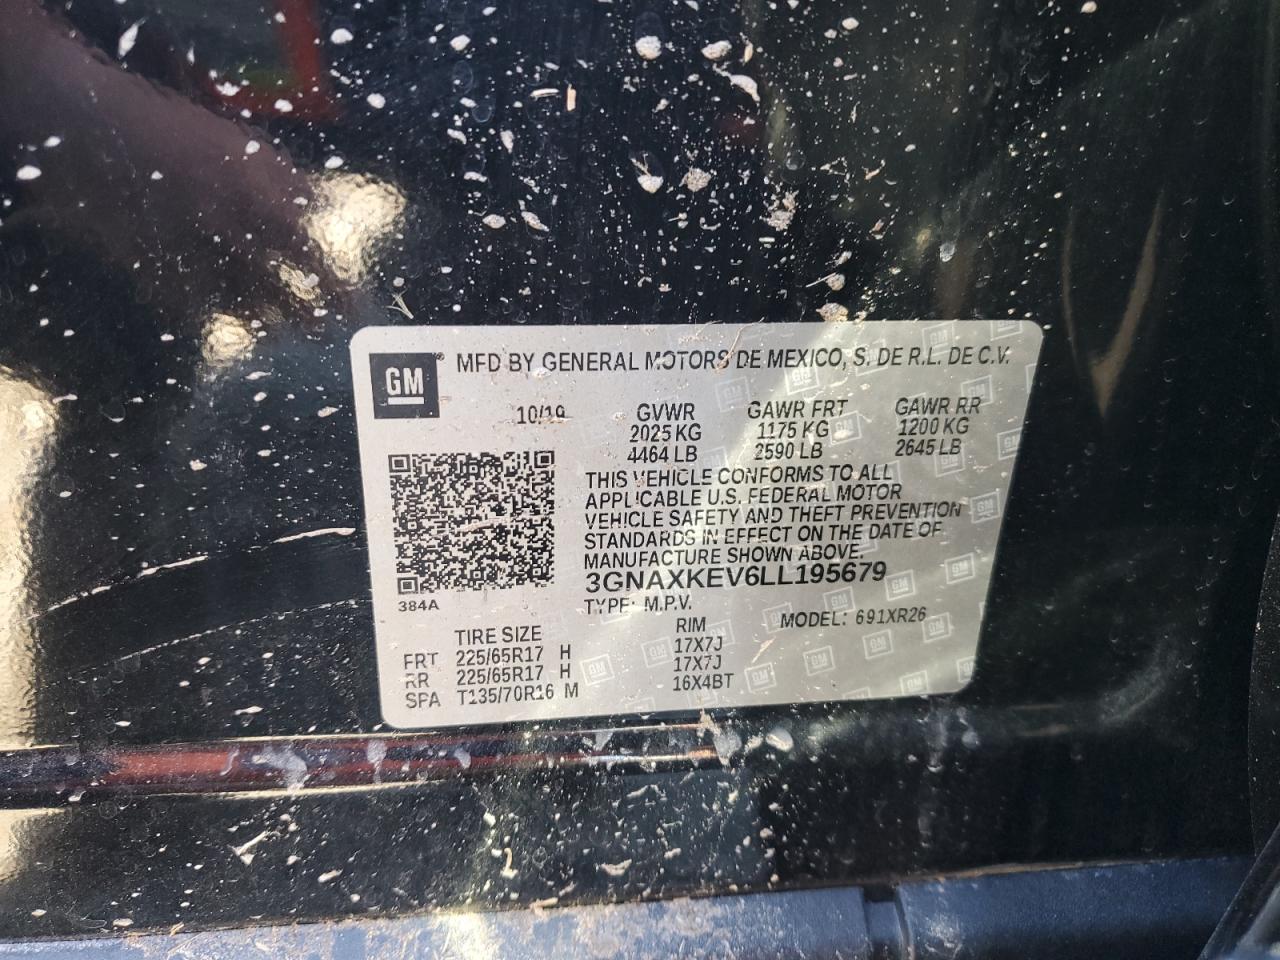 GM MFD BY GENERAL MOTORS DE MEXICO, S. DE R.L. DE C.V.
10/19 GVWR GAWR FRT GAWR RR
2025 KG 1175 KG 1200 KG
4464 LB 2590 LB 2645 LB
THIS VEHICLE CONFORMS TO ALL
APPLICABLE U.S. FEDERAL MOTOR
VEHICLE SAFETY AND THEFT PREVENTION
STANDARDS IN EFFECT ON THE DATE OF
MANUFACTURE SHOWN ABOVE.
3GNAXKEV6LL195679
384A TYPE: M.P.V. MODEL: 691XR26
TIRE SIZE RIM
FRT 225/65R17 H 17X7J
RR 225/65R17 H 17X7J
SPA T135/70R16 M 16X4BT